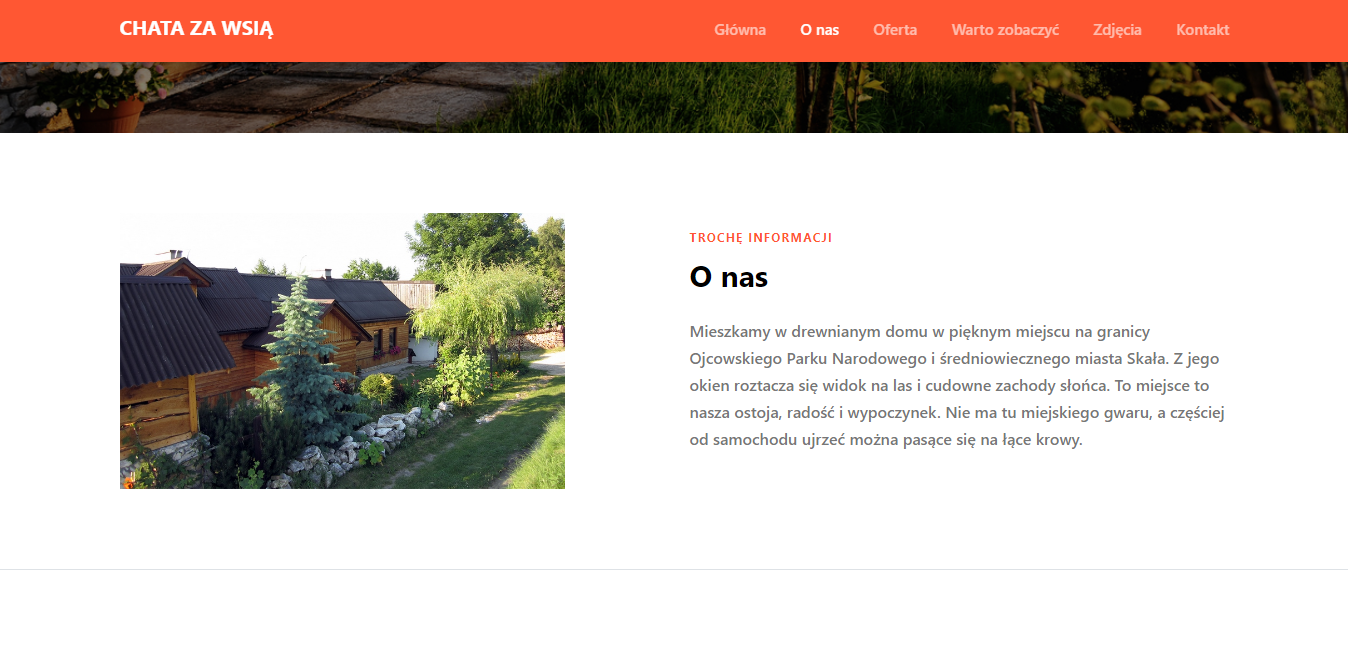 CHATA ZA WSIĄ
Główna O nas Oferta Warto zobaczyć Zdjęcia Kontakt
TROCHĘ INFORMACJI
O nas
Mieszkamy w drewnianym domu w pięknym miejscu na granicy
Ojcowskiego Parku Narodowego i średniowiecznego miasta Skała. Z jego
okien roztacza się widok na las i cudowne zachody słońca. To miejsce to
nasza ostoja, radość i wypoczynek. Nie ma tu miejskiego gwaru, a częściej
od samochodu ujrzeć można pasące się na łące krowy.